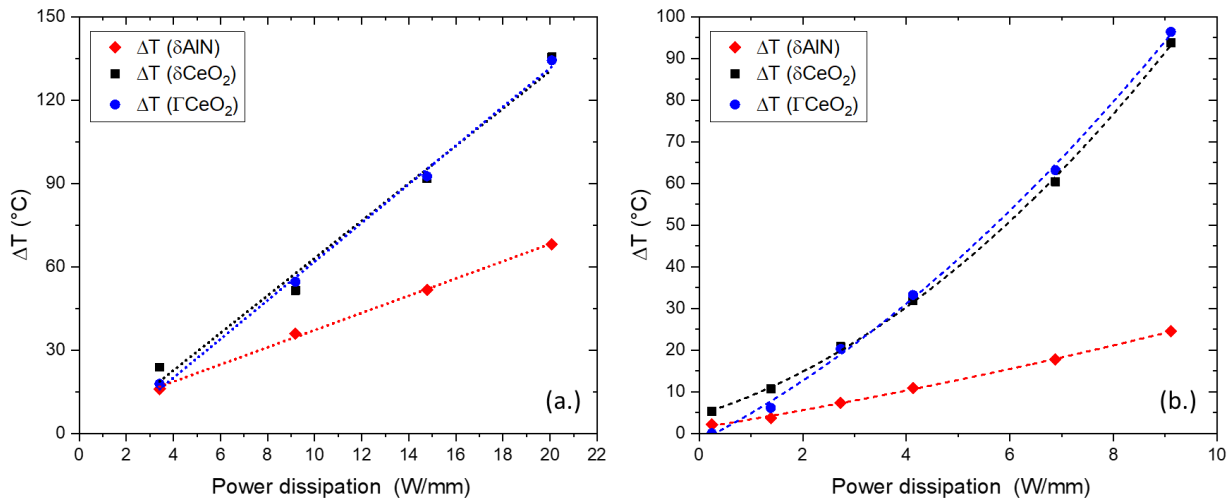 ΔT (δAlN)
ΔT (δCeO₂)
ΔT (ΓCeO₂)
150
120
90
60
30
0
ΔT (°C)
0 2 4 6 8 10 12 14 16 18 20 22
Power dissipation (W/mm)
(a.)
ΔT (δAlN)
ΔT (δCeO₂)
ΔT (ΓCeO₂)
100
90
80
70
60
50
40
30
20
10
0
ΔT (°C)
0 2 4 6 8 10
Power dissipation (W/mm)
(b.)